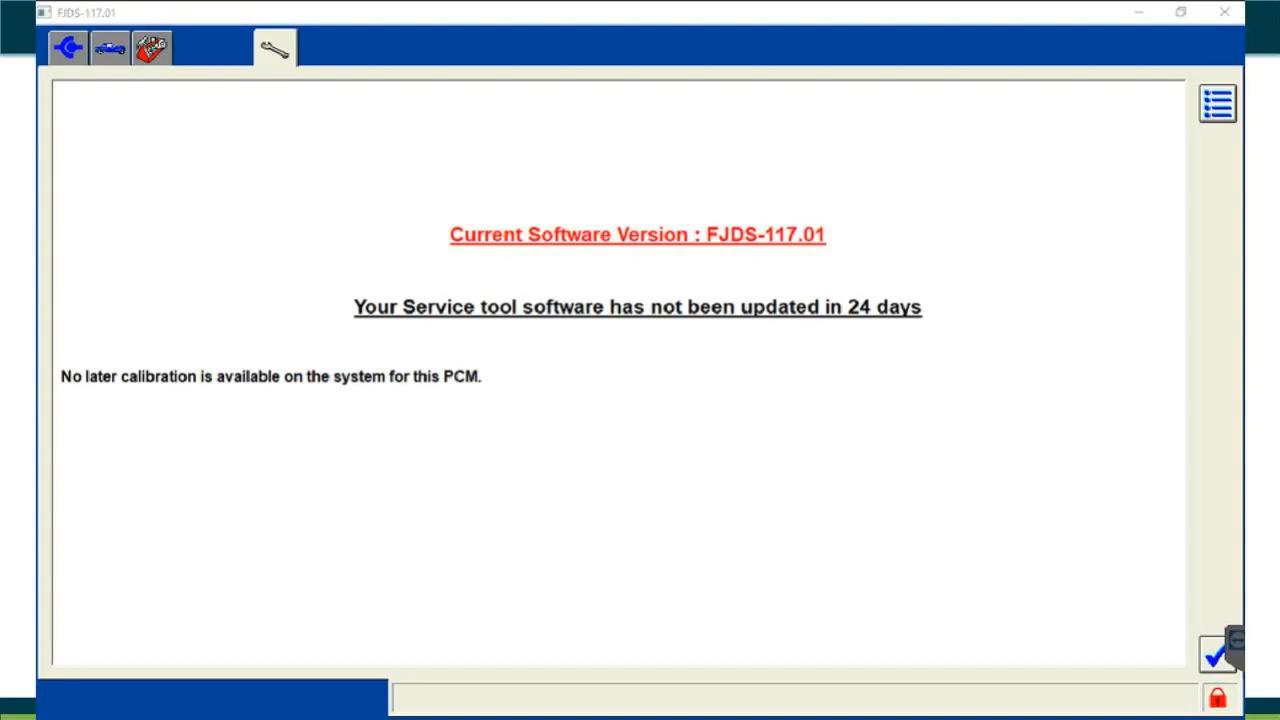 FJDS-117.01
Current Software Version : FJDS-117.01
Your Service tool software has not been updated in 24 days
No later calibration is available on the system for this PCM.